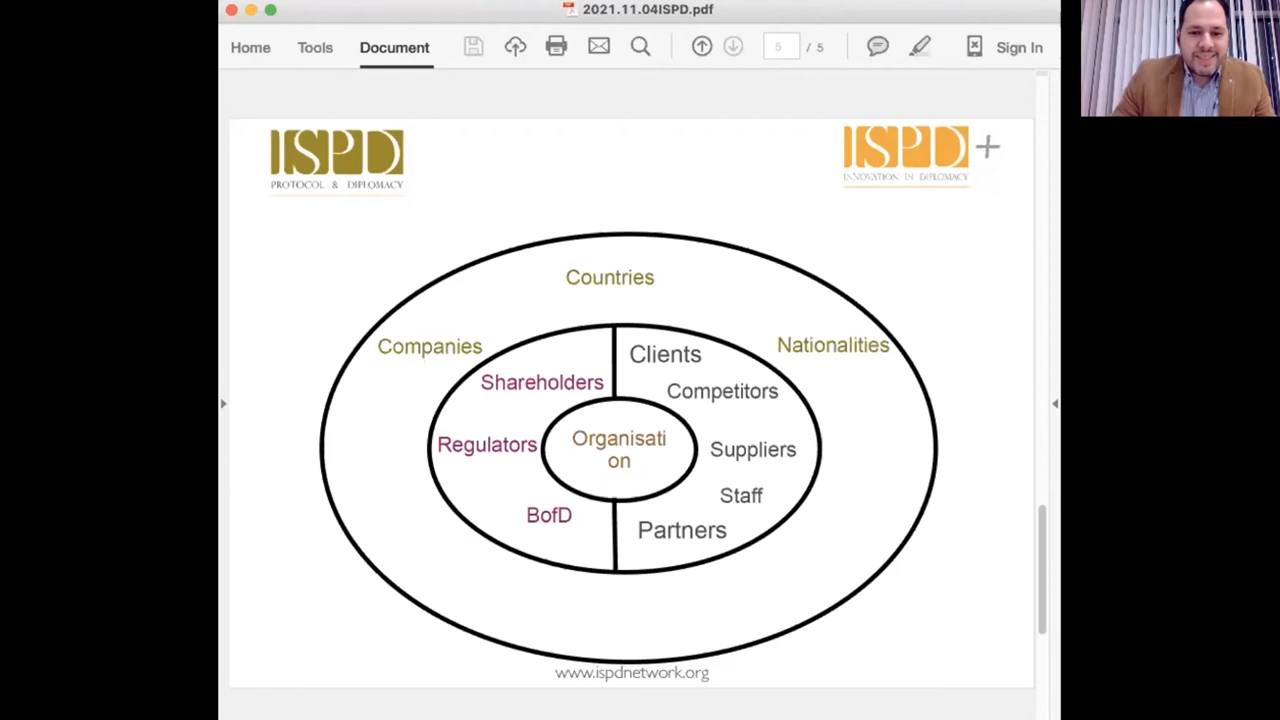 2021.11.04ISPD.pdf
Home Tools Document 5 / 5 Sign In
ISPD
PROTOCOL & DIPLOMACY
ISPD +
INNOVATION IN DIPLOMACY
Countries
Companies
Nationalities
Clients
Shareholders
Competitors
Regulators
Organisati
on
Suppliers
Staff
BofD
Partners
www.ispdnetwork.org